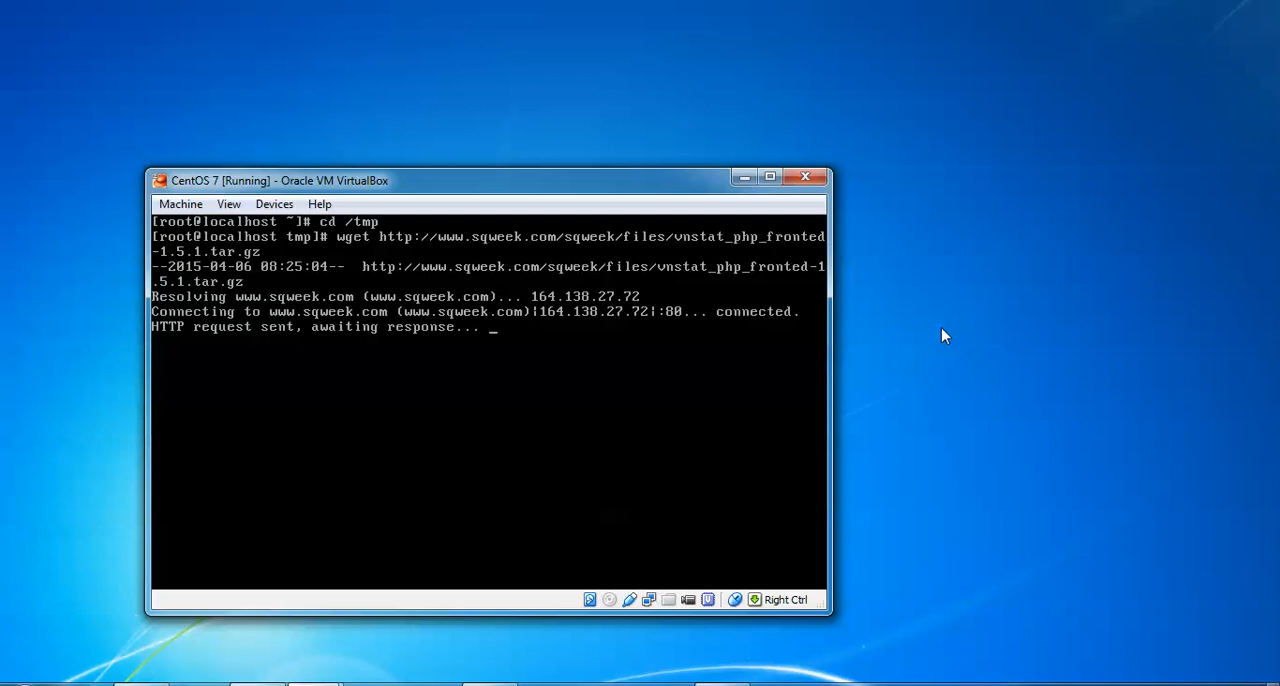 CentOS 7 [Running] - Oracle VM VirtualBox
Machine View Devices Help
[root@localhost ~]# cd /tmp
[root@localhost tmp]# wget http://www.sqweek.com/sqweek/files/vnstat_php_fronted
-1.5.1.tar.gz
--2015-04-06 08:25:04--  http://www.sqweek.com/sqweek/files/vnstat_php_fronted-1
.5.1.tar.gz
Resolving www.sqweek.com (www.sqweek.com)... 164.138.27.72
Connecting to www.sqweek.com (www.sqweek.com)|164.138.27.72|:80... connected.
HTTP request sent, awaiting response... _
Right Ctrl